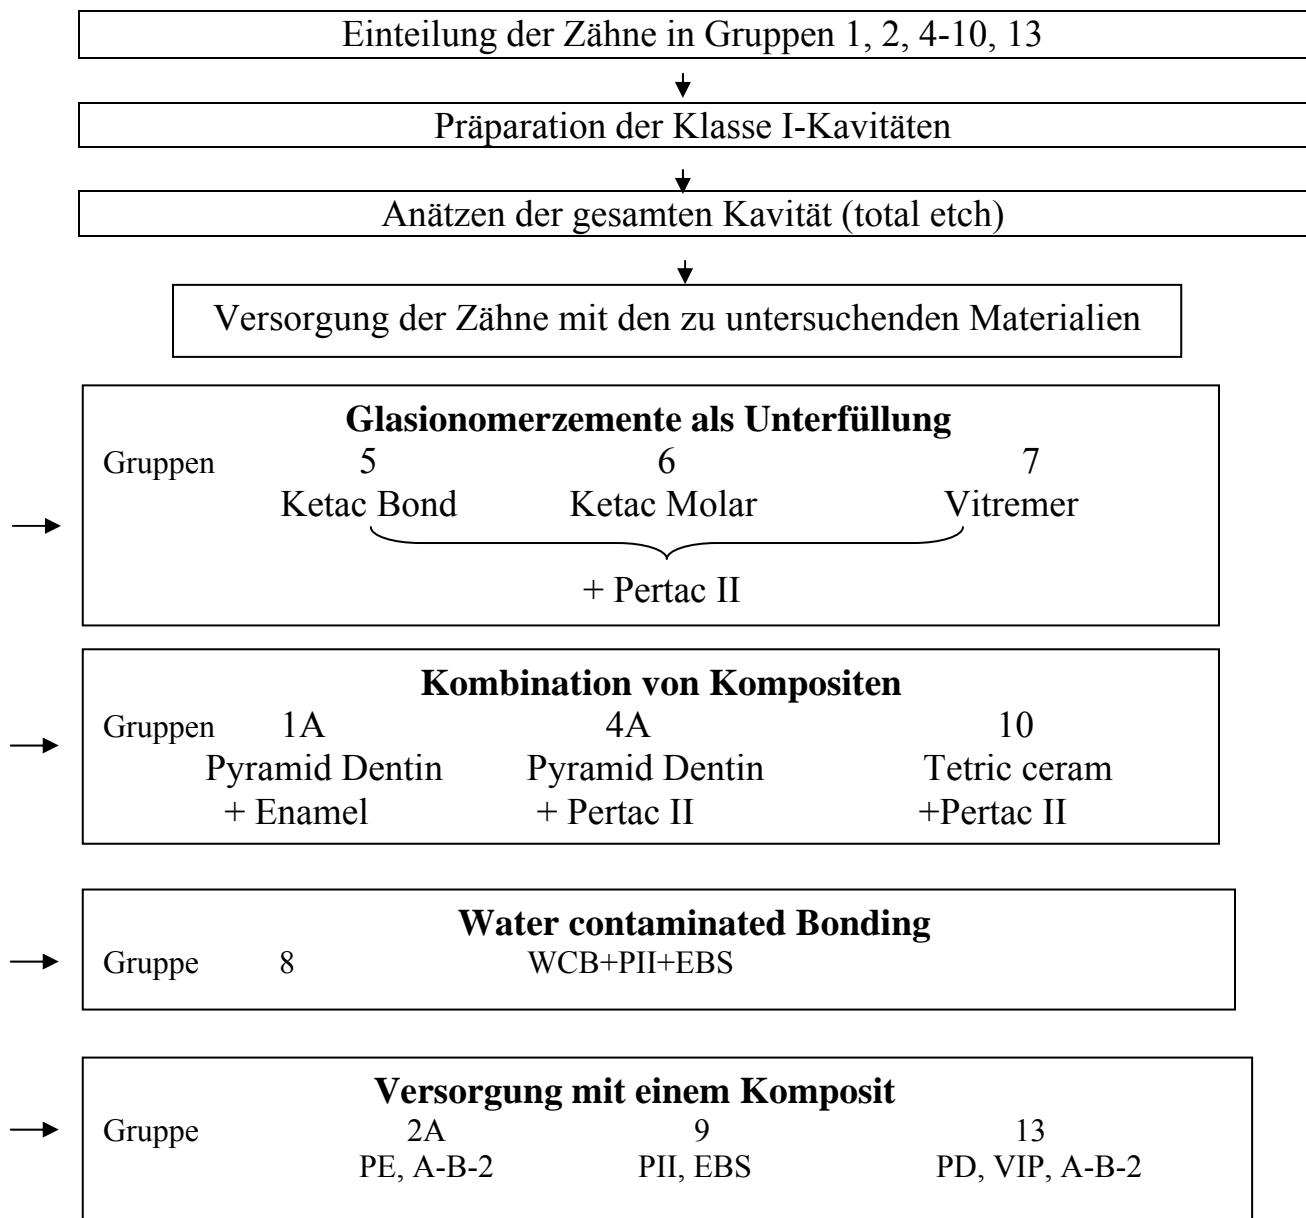 Einteilung der Zähne in Gruppen 1, 2, 4-10, 13
Präparation der Klasse I-Kavitäten
Anätzen der gesamten Kavität (total etch)
Versorgung der Zähne mit den zu untersuchenden Materialien
Glasionomerzemente als Unterfüllung
Gruppen 5 6 7
Ketac Bond Ketac Molar Vitremer
+ Pertac II
Kombination von Kompositen
Gruppen 1A 4A 10
Pyramid Dentin Pyramid Dentin Tetric ceram
+ Enamel + Pertac II +Pertac II
Water contaminated Bonding
Gruppe 8 WCB+PII+EBS
Versorgung mit einem Komposit
Gruppe 2A 9 13
PE, A-B-2 PII, EBS PD, VIP, A-B-2